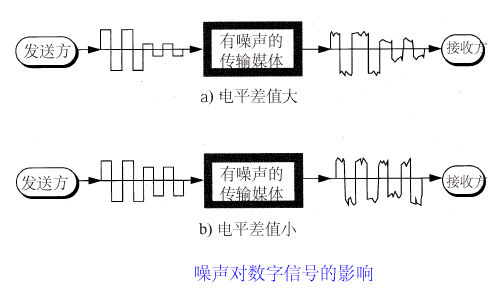 发送方
有噪声的
传输媒体
接收方
a) 电平差值大
发送方
有噪声的
传输媒体
接收方
b) 电平差值小
噪声对数字信号的影响